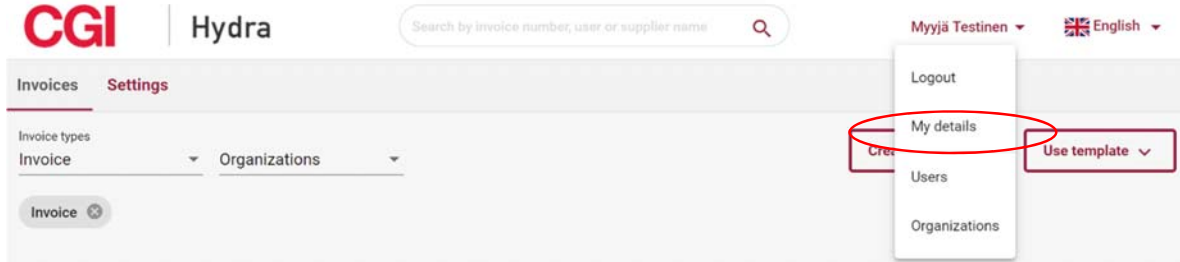 CGI Hydra Search by invoice number, user or supplier name Myyjä Testinen English
Logout
Invoices Settings
Invoice types
My details
Invoice Organizations
Use template
Users
Invoice
Organizations